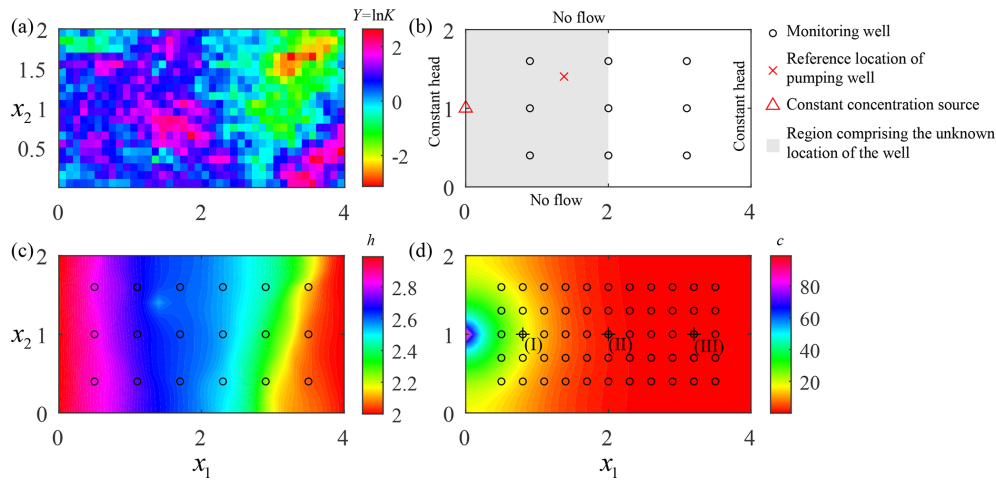 (a)
Y=lnK
2
1.5
x2
1
0.5
0
2
4
2
0
-2
(b)
No flow
2
1
0
Constant head
Constant head
No flow
0
2
4
Monitoring well
Reference location of
pumping well
Constant concentration source
Region comprising the unknown
location of the well
(c)
h
2
x2
1
0
0
2
4
x1
2.8
2.6
2.4
2.2
2
(d)
c
2
1
0
(I)
(II)
(III)
0
2
4
x1
80
60
40
20